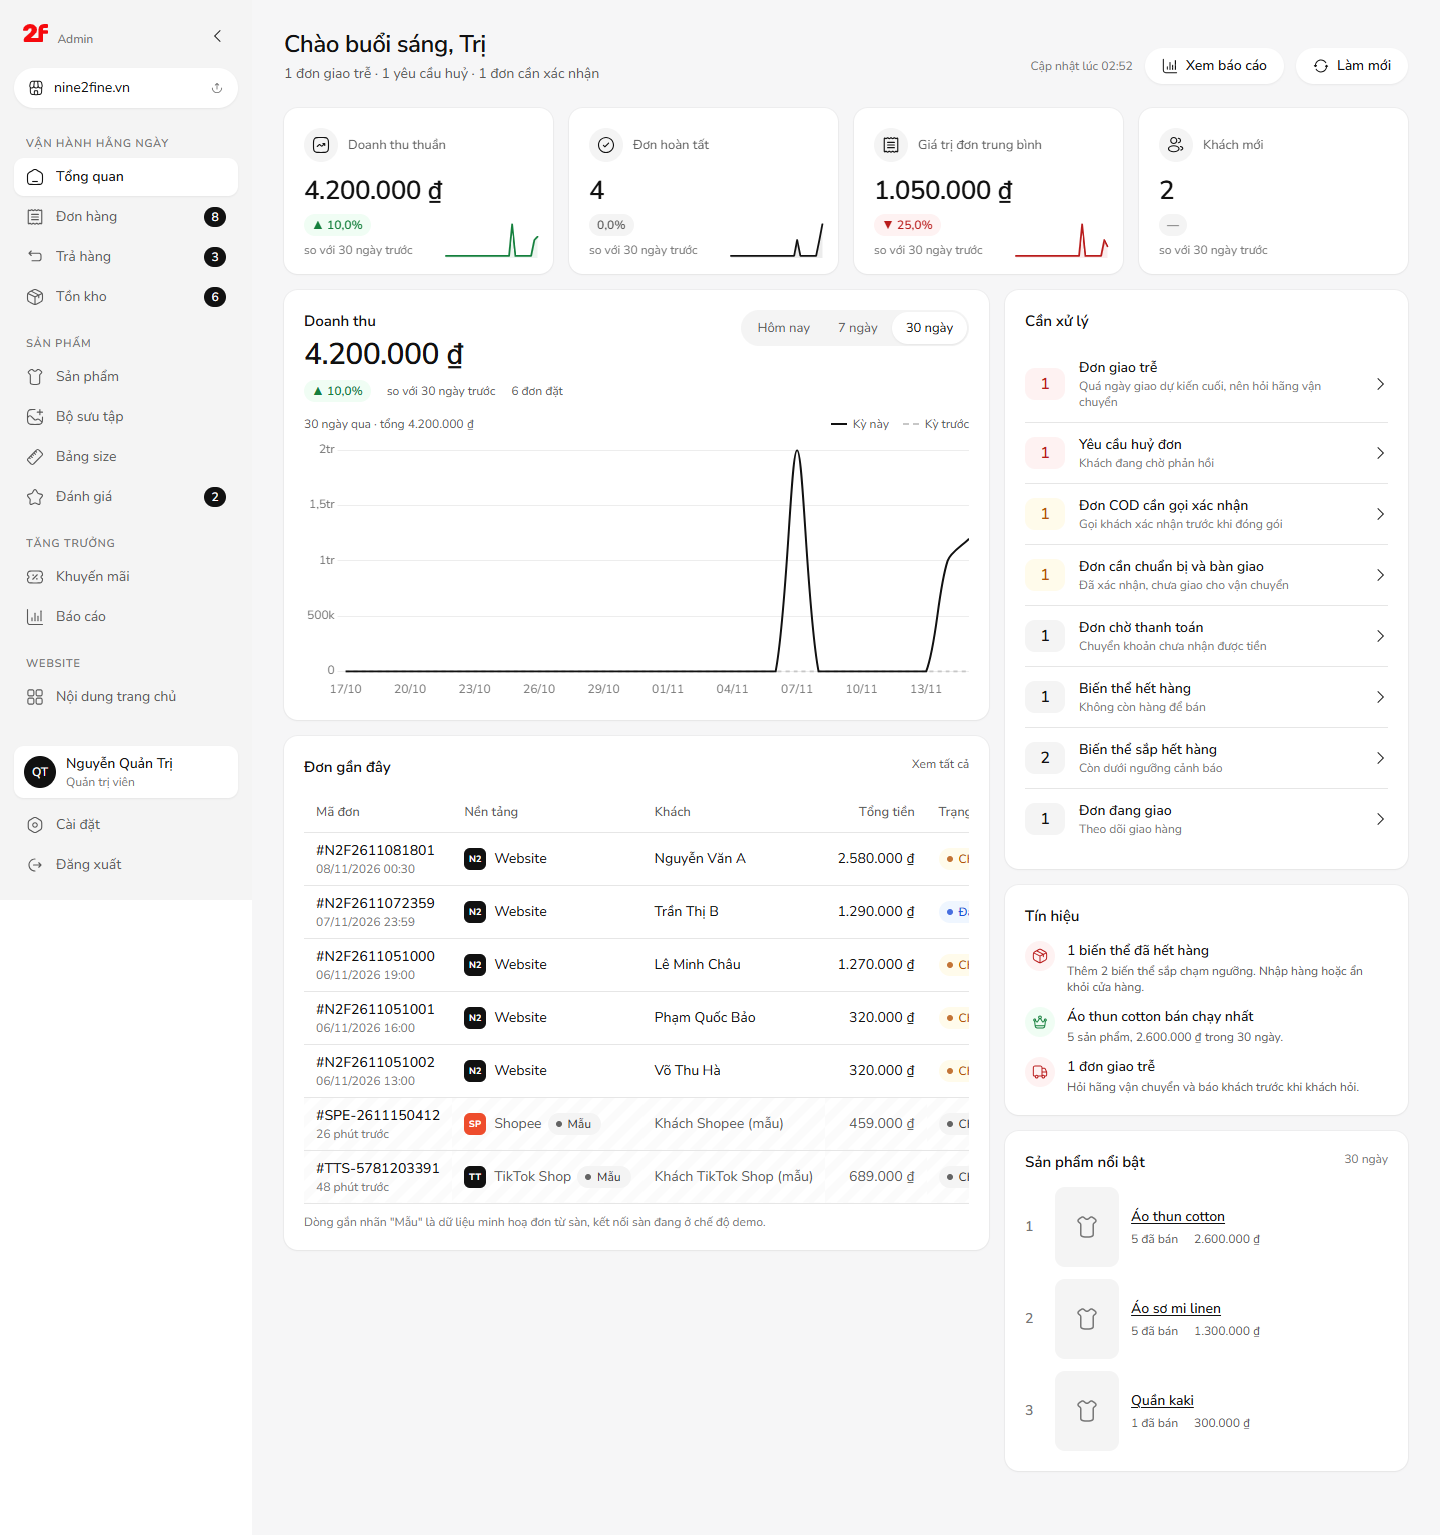 2F Admin
nine2fine.vn
VẬN HÀNH HẰNG NGÀY
Tổng quan
Đơn hàng 8
Trả hàng 3
Tồn kho 6
SẢN PHẨM
Sản phẩm
Bộ sưu tập
Bảng size
Đánh giá 2
TĂNG TRƯỞNG
Khuyến mãi
Báo cáo
WEBSITE
Nội dung trang chủ
QT Nguyễn Quản Trị
Quản trị viên
Cài đặt
Đăng xuất
Chào buổi sáng, Trị
1 đơn giao trễ · 1 yêu cầu huỷ · 1 đơn cần xác nhận
Cập nhật lúc 02:52 Xem báo cáo Làm mới
Doanh thu thuần
4.200.000 ₫
▲ 10,0%
so với 30 ngày trước
Đơn hoàn tất
4
0,0%
so với 30 ngày trước
Giá trị đơn trung bình
1.050.000 ₫
▼ 25,0%
so với 30 ngày trước
Khách mới
2
—
so với 30 ngày trước
Doanh thu
4.200.000 ₫
Hôm nay 7 ngày 30 ngày
▲ 10,0% so với 30 ngày trước 6 đơn đặt
30 ngày qua · tổng 4.200.000 ₫ Kỳ này Kỳ trước
2tr
1,5tr
1tr
500k
0
17/10 20/10 23/10 26/10 29/10 01/11 04/11 07/11 10/11 13/11
Đơn gần đây Xem tất cả
Mã đơn Nền tảng Khách Tổng tiền Trạng
#N2F2611081801 N2 Website Nguyễn Văn A 2.580.000 ₫
08/11/2026 00:30
#N2F2611072359 N2 Website Trần Thị B 1.290.000 ₫
07/11/2026 23:59
#N2F2611051000 N2 Website Lê Minh Châu 1.270.000 ₫
06/11/2026 19:00
#N2F2611051001 N2 Website Phạm Quốc Bảo 320.000 ₫
06/11/2026 16:00
#N2F2611051002 N2 Website Võ Thu Hà 320.000 ₫
06/11/2026 13:00
#SPE-2611150412 SP Shopee Mẫu Khách Shopee (mẫu) 459.000 ₫
26 phút trước
#TTS-5781203391 TT TikTok Shop Mẫu Khách TikTok Shop (mẫu) 689.000 ₫
48 phút trước
Dòng gắn nhãn "Mẫu" là dữ liệu minh hoạ đơn từ sàn, kết nối sàn đang ở chế độ demo.
Cần xử lý
1 Đơn giao trễ
Quá ngày giao dự kiến cuối, nên hỏi hãng vận
chuyển
1 Yêu cầu huỷ đơn
Khách đang chờ phản hồi
1 Đơn COD cần gọi xác nhận
Gọi khách xác nhận trước khi đóng gói
1 Đơn cần chuẩn bị và bàn giao
Đã xác nhận, chưa giao cho vận chuyển
1 Đơn chờ thanh toán
Chuyển khoản chưa nhận được tiền
1 Biến thể hết hàng
Không còn hàng để bán
2 Biến thể sắp hết hàng
Còn dưới ngưỡng cảnh báo
1 Đơn đang giao
Theo dõi giao hàng
Tín hiệu
1 biến thể đã hết hàng
Thêm 2 biến thể sắp chạm ngưỡng. Nhập hàng hoặc ẩn
khỏi cửa hàng.
Áo thun cotton bán chạy nhất
5 sản phẩm, 2.600.000 ₫ trong 30 ngày.
1 đơn giao trễ
Hỏi hãng vận chuyển và báo khách trước khi khách hỏi.
Sản phẩm nổi bật 30 ngày
1 Áo thun cotton
5 đã bán 2.600.000 ₫
2 Áo sơ mi linen
5 đã bán 1.300.000 ₫
3 Quần kaki
1 đã bán 300.000 ₫